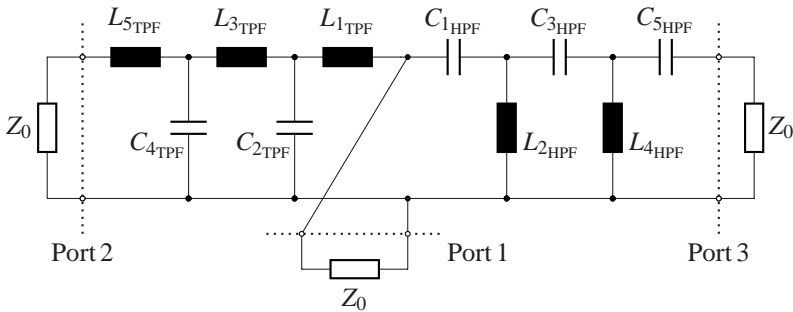 L5TPF L3TPF L1TPF C1HPF C3HPF C5HPF
Z0 C4TPF C2TPF L2HPF L4HPF Z0
Port 2 Port 1 Port 3
Z0